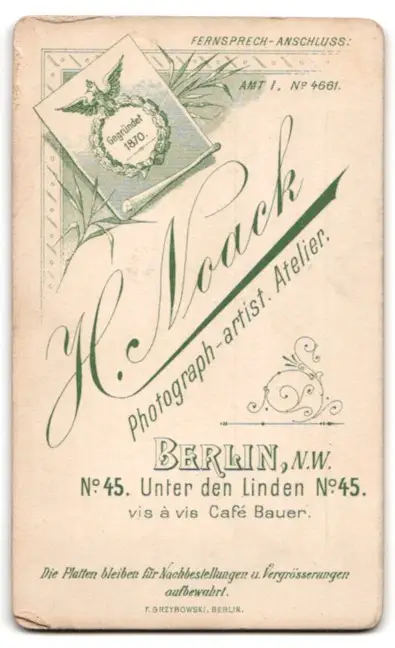 FERNSPRECH-ANSCHLUSS:
AMT I, Nº 4661.
Gegründet
1870.
H. Noack
Photograph-artist. Atelier.
BERLIN, N.W.
Nº 45. Unter den Linden Nº 45.
vis à vis Café Bauer.
Die Platten bleiben für Nachbestellungen u. Vergrösserungen
aufbewahrt.
F. GRZYBOWSKI, BERLIN.